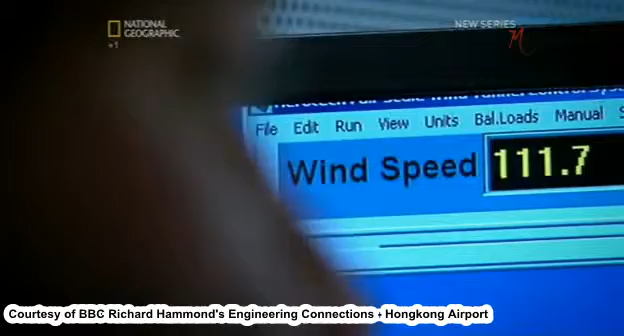 NATIONAL
GEOGRAPHIC
+1
NEW SERIES
File Edit Run View Units Bal.Loads Manual
Wind Speed 111.7
Courtesy of BBC Richard Hammond's Engineering Connections - Hongkong Airport